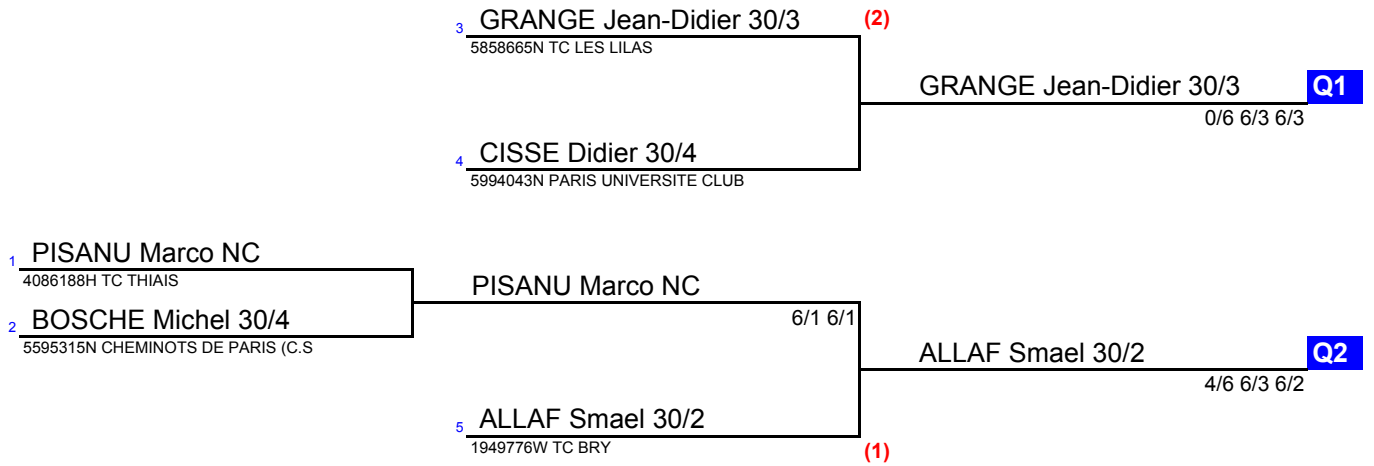 3 GRANGE Jean-Didier 30/3 (2)
5858665N TC LES LILAS
GRANGE Jean-Didier 30/3 Q1
0/6 6/3 6/3
4 CISSE Didier 30/4
5994043N PARIS UNIVERSITE CLUB
1 PISANU Marco NC
4086188H TC THIAIS
PISANU Marco NC
6/1 6/1
2 BOSCHE Michel 30/4
5595315N CHEMINOTS DE PARIS (C.S
ALLAF Smael 30/2 Q2
4/6 6/3 6/2
5 ALLAF Smael 30/2
1949776W TC BRY (1)